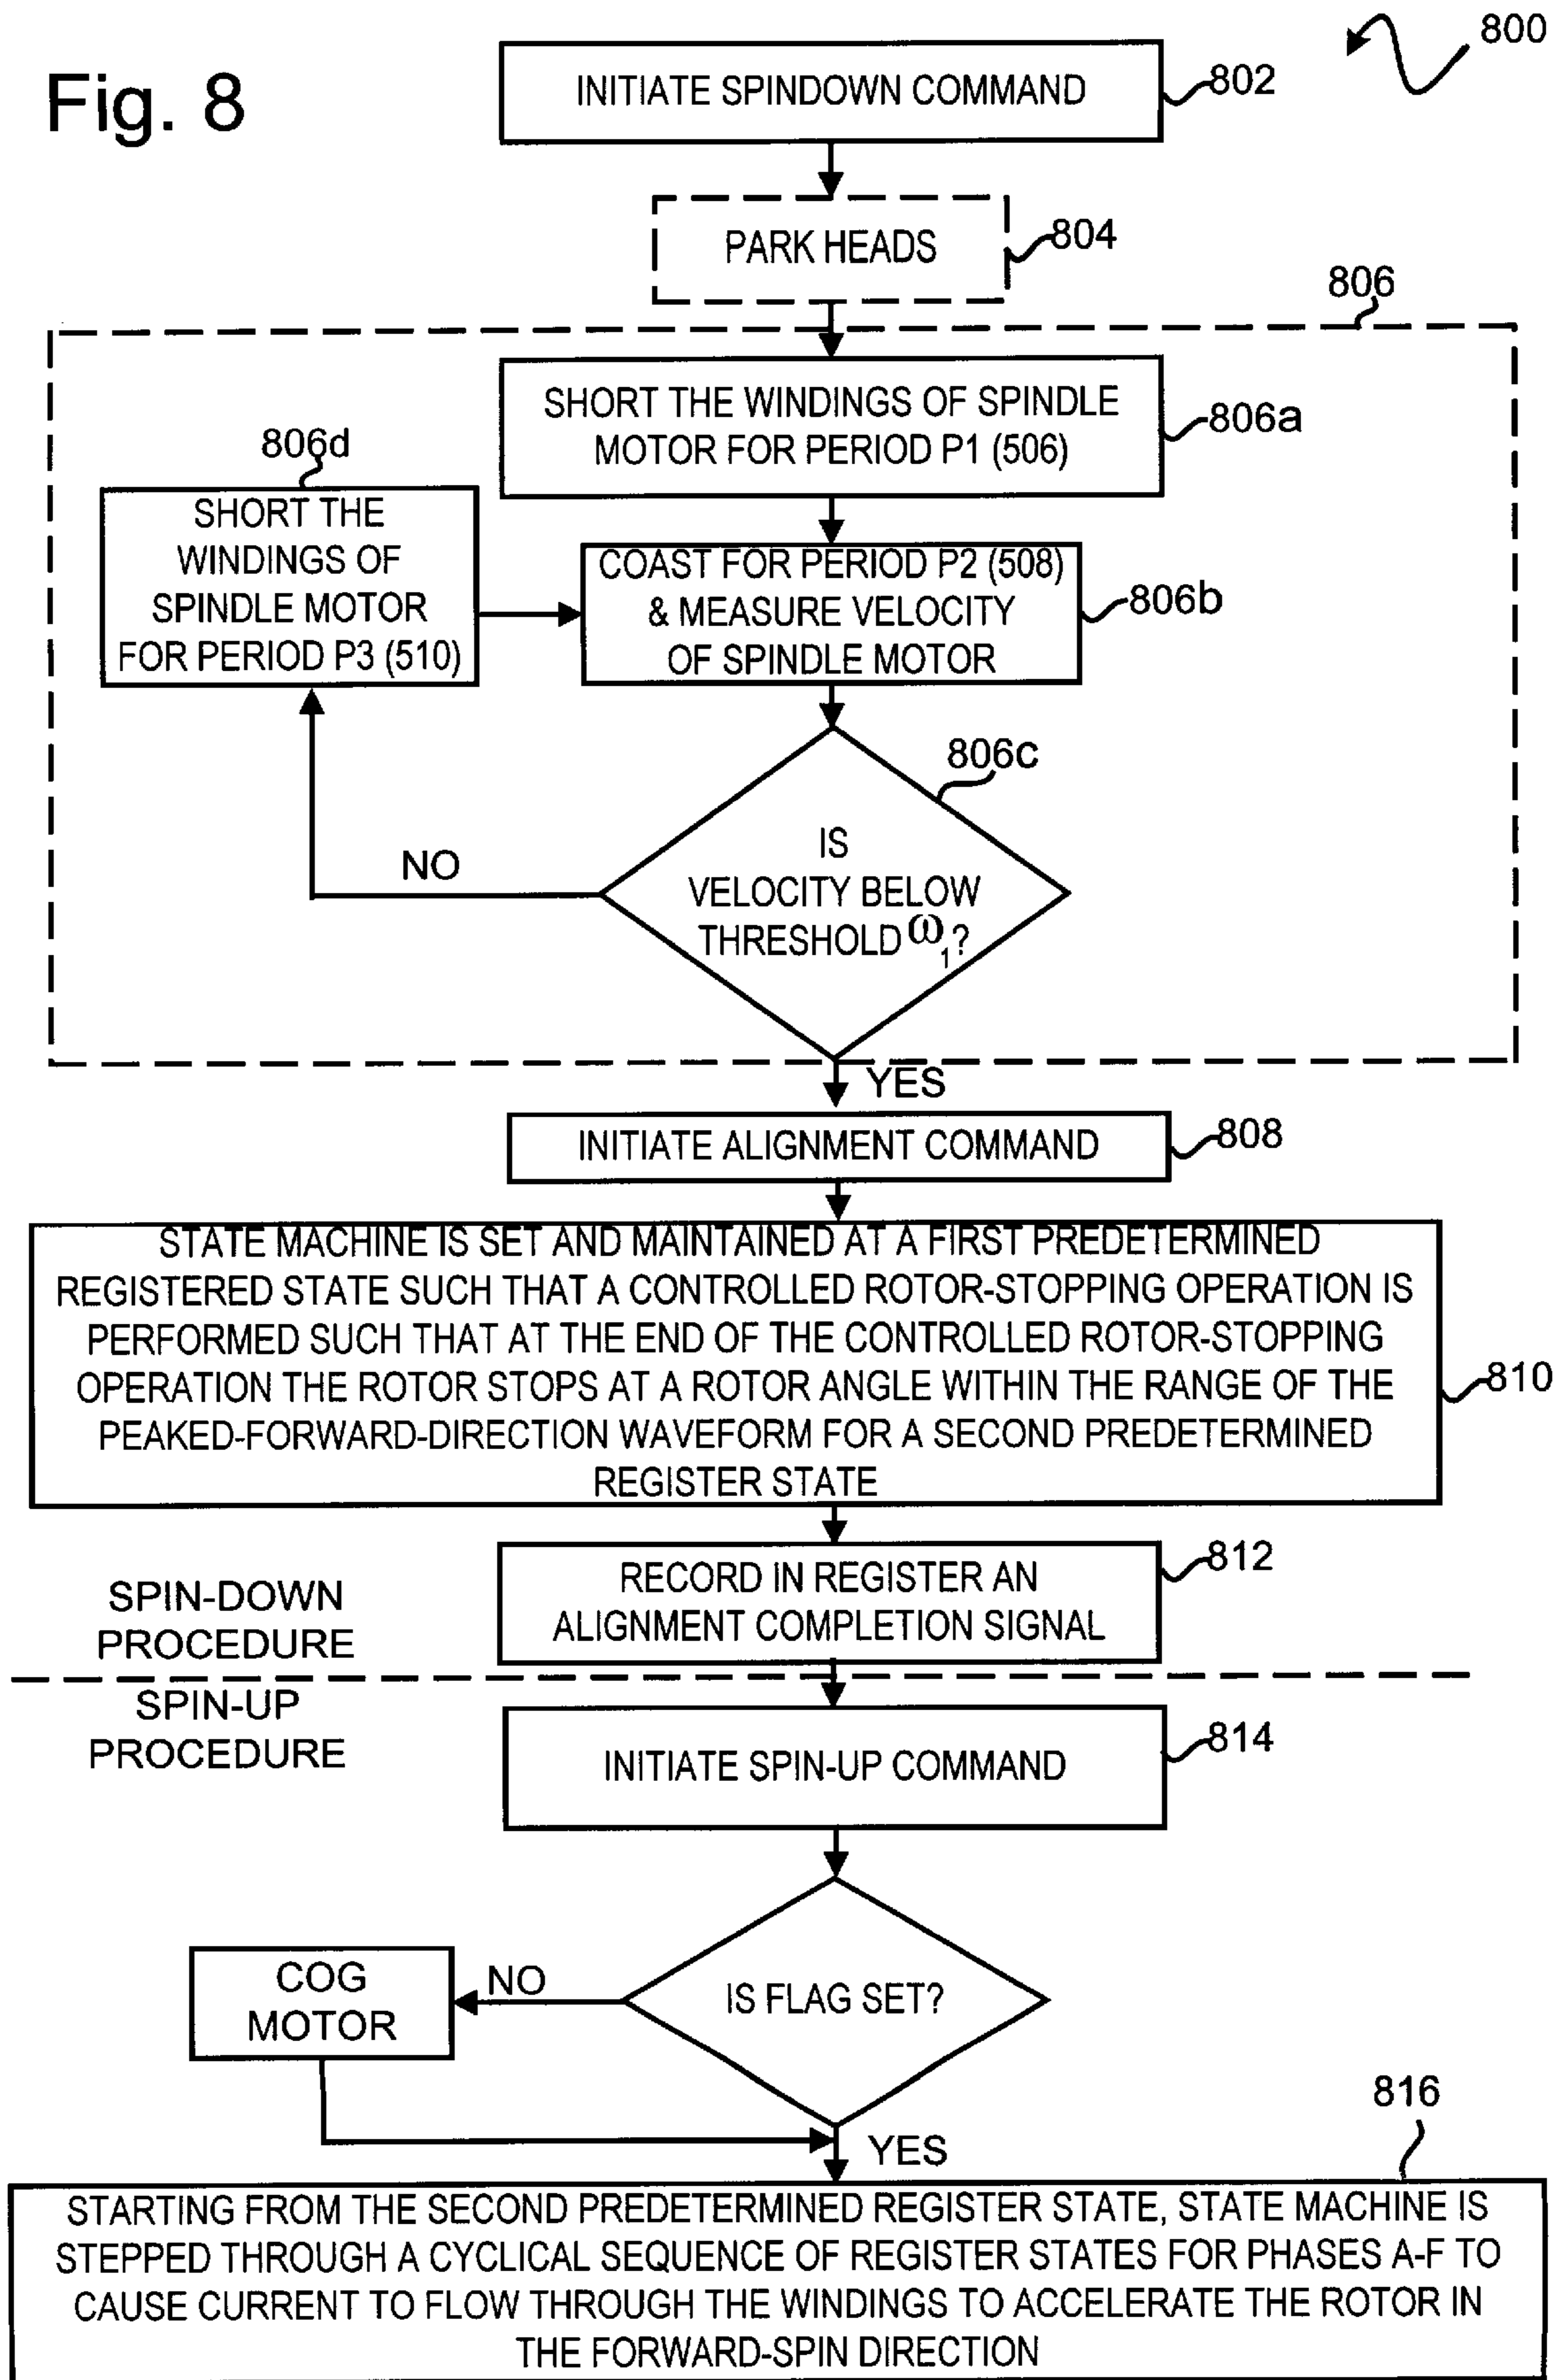 Fig. 8
800
INITIATE SPINDOWN COMMAND
802
PARK HEADS
804
806
SHORT THE WINDINGS OF SPINDLE
MOTOR FOR PERIOD P1 (506)
806a
806d
SHORT THE
WINDINGS OF
SPINDLE MOTOR
FOR PERIOD P3 (510)
COAST FOR PERIOD P2 (508)
& MEASURE VELOCITY
OF SPINDLE MOTOR
806b
806c
IS
VELOCITY BELOW
THRESHOLD ω1?
NO
YES
INITIATE ALIGNMENT COMMAND
808
STATE MACHINE IS SET AND MAINTAINED AT A FIRST PREDETERMINED
REGISTERED STATE SUCH THAT A CONTROLLED ROTOR-STOPPING OPERATION IS
PERFORMED SUCH THAT AT THE END OF THE CONTROLLED ROTOR-STOPPING
OPERATION THE ROTOR STOPS AT A ROTOR ANGLE WITHIN THE RANGE OF THE
PEAKED-FORWARD-DIRECTION WAVEFORM FOR A SECOND PREDETERMINED
REGISTER STATE
810
RECORD IN REGISTER AN
ALIGNMENT COMPLETION SIGNAL
812
SPIN-DOWN
PROCEDURE
SPIN-UP
PROCEDURE
INITIATE SPIN-UP COMMAND
814
IS FLAG SET?
NO
COG
MOTOR
YES
816
STARTING FROM THE SECOND PREDETERMINED REGISTER STATE, STATE MACHINE IS
STEPPED THROUGH A CYCLICAL SEQUENCE OF REGISTER STATES FOR PHASES A-F TO
CAUSE CURRENT TO FLOW THROUGH THE WINDINGS TO ACCELERATE THE ROTOR IN
THE FORWARD-SPIN DIRECTION